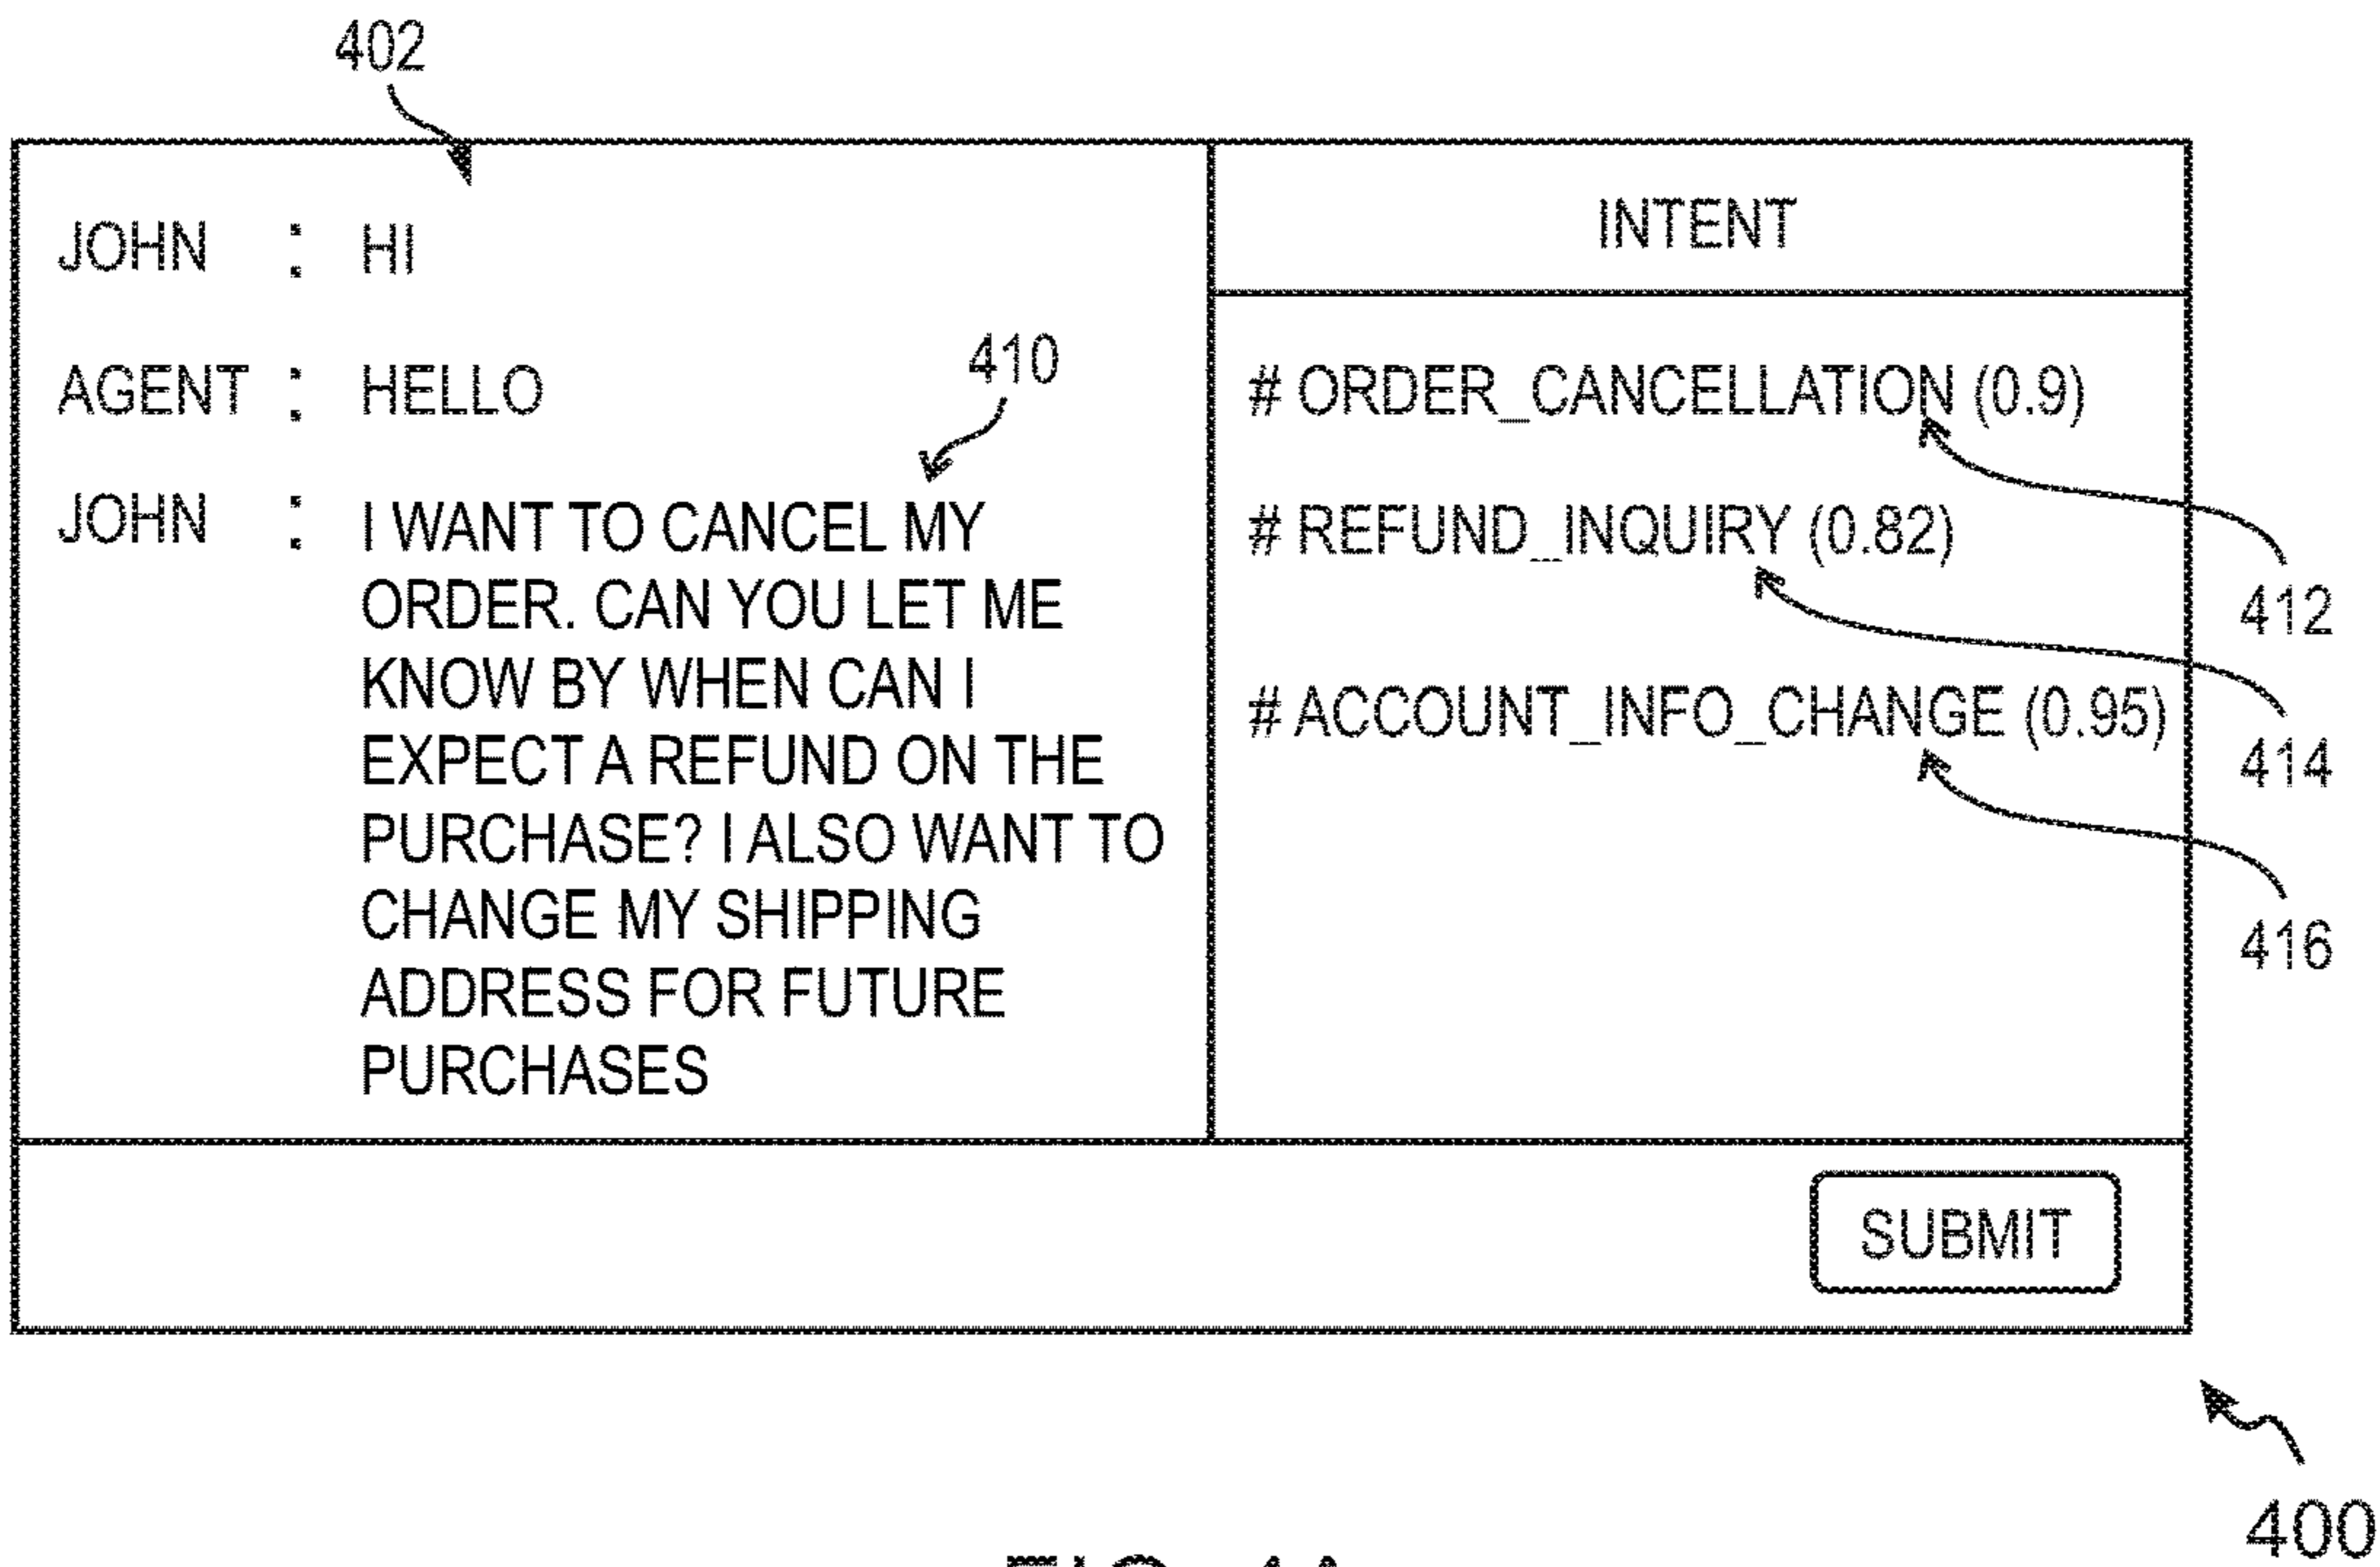 402
JOHN : HI
AGENT : HELLO
410
JOHN : I WANT TO CANCEL MY
ORDER. CAN YOU LET ME
KNOW BY WHEN CAN I
EXPECT A REFUND ON THE
PURCHASE? I ALSO WANT TO
CHANGE MY SHIPPING
ADDRESS FOR FUTURE
PURCHASES
INTENT
# ORDER_CANCELLATION (0.9)
# REFUND_INQUIRY (0.82)
# ACCOUNT_INFO_CHANGE (0.95)
412
414
416
SUBMIT
400